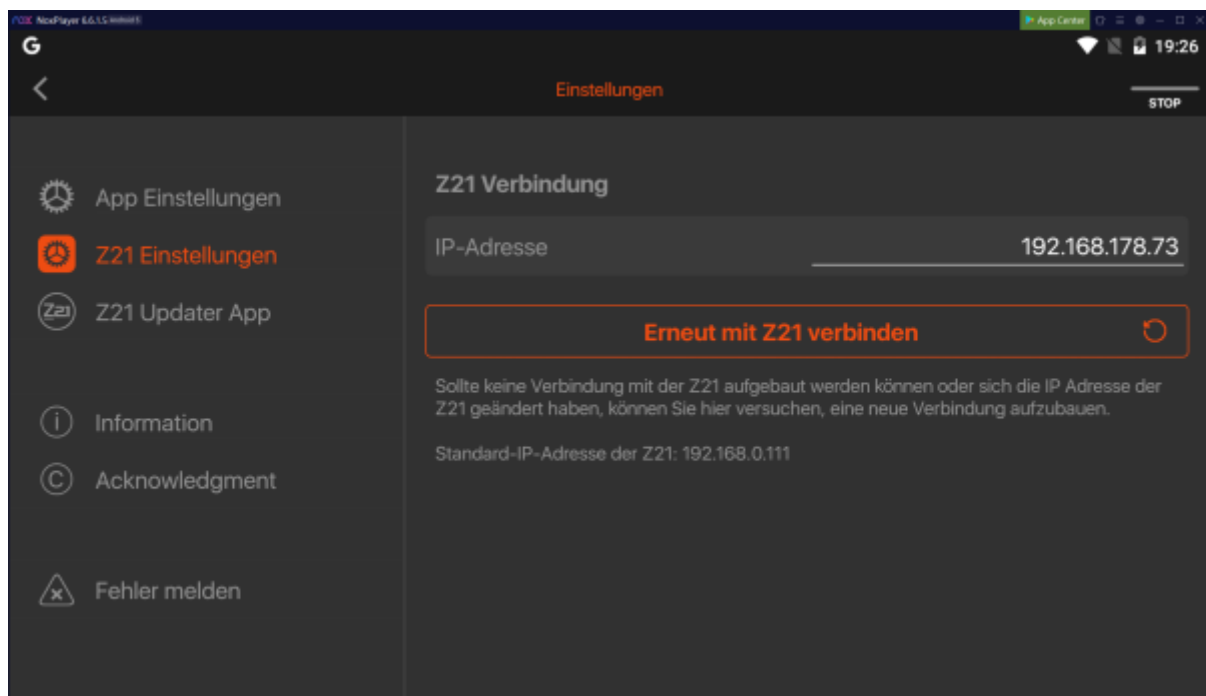 NOX NoxPlayer 6.6.1.5 Android 5
App Center
G
19:26
Einstellungen
STOP
App Einstellungen
Z21 Einstellungen
Z21 Updater App
Information
Acknowledgment
Fehler melden
Z21 Verbindung
IP-Adresse 192.168.178.73
Erneut mit Z21 verbinden
Sollte keine Verbindung mit der Z21 aufgebaut werden können oder sich die IP Adresse der
Z21 geändert haben, können Sie hier versuchen, eine neue Verbindung aufzubauen.
Standard-IP-Adresse der Z21: 192.168.0.111